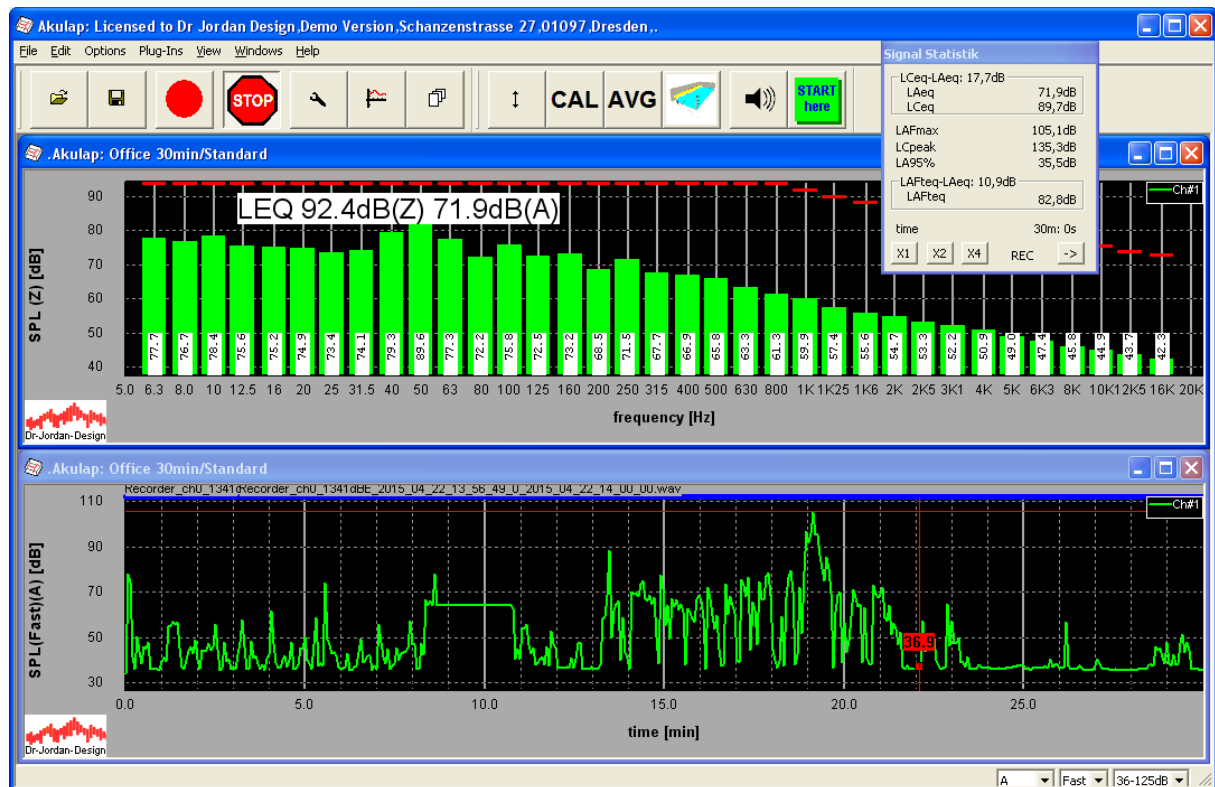 Akulap: Licensed to Dr Jordan Design,Demo Version,Schanzenstrasse 27,01097,Dresden,..
File Edit Options Plug-Ins View Windows Help
STOP CAL AVG START here
Signal Statistik
LCeq-LAeq: 17,7dB
LAeq 71,9dB
LCeq 89,7dB
LAFmax 105,1dB
LCpeak 135,3dB
LA95% 35,5dB
LAFteq-LAeq: 10,9dB
LAFteq 82,8dB
time 30m: 0s
X1 X2 X4 REC ->
.Akulap: Office 30min/Standard
Ch#1
LEQ 92.4dB(Z) 71.9dB(A)
SPL (Z) [dB]
90
80
70
60
50
40
77.7 76.7 78.4 75.6 75.2 74.9 73.4 74.1 79.3 89.6 77.3 72.2 75.8 72.5 73.2 68.5 71.5 67.7 66.9 65.8 63.3 61.3 59.9 57.4 55.6 54.7 53.3 52.2 50.9 49.0 47.4 45.8 44.9 43.7 42.3
5.0 6.3 8.0 10 12.5 16 20 25 31.5 40 50 63 80 100 125 160 200 250 315 400 500 630 800 1K 1K25 1K6 2K 2K5 3K1 4K 5K 6K3 8K 10K 12K5 16K 20K
frequency [Hz]
Dr-Jordan-Design
.Akulap: Office 30min/Standard
Recorder_ch0_1341 Recorder_ch0_1341dBE_2015_04_22_13_56_49_0_2015_04_22_14_00_00.wav
Ch#1
SPL(Fast)(A) [dB]
110
90
70
50
30
36.9
0.0 5.0 10.0 15.0 20.0 25.0
time [min]
Dr-Jordan-Design
A Fast 36-125dB